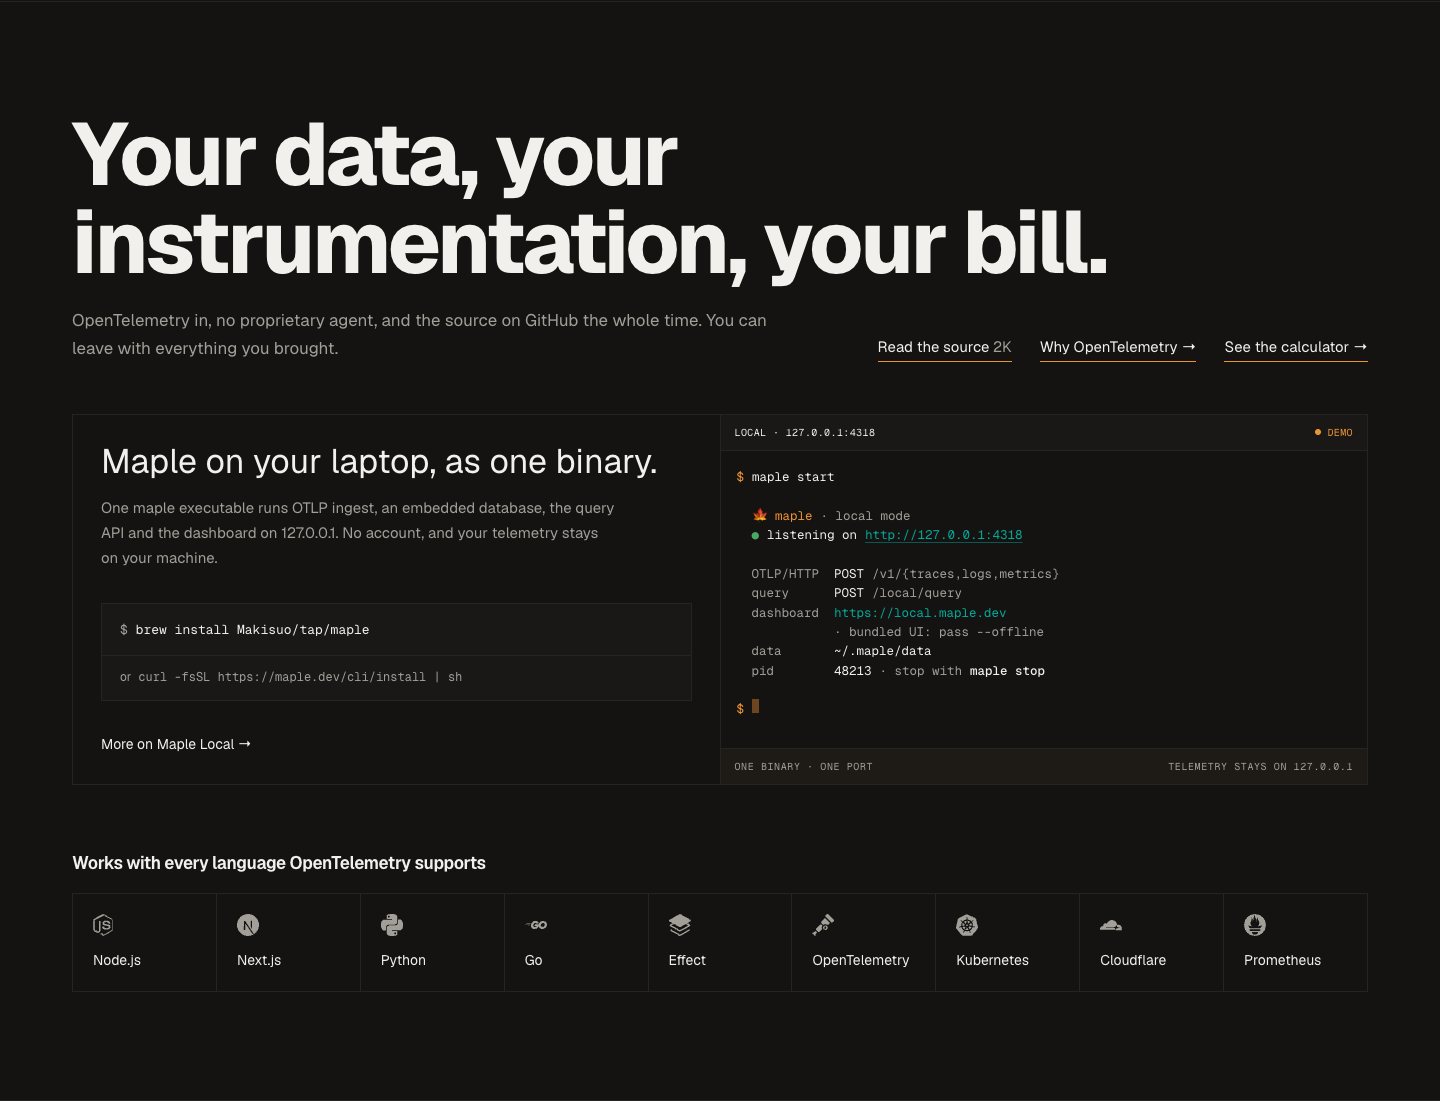 Your data, your
instrumentation, your bill.
OpenTelemetry in, no proprietary agent, and the source on GitHub the whole time. You can
leave with everything you brought.
Read the source 2K
Why OpenTelemetry →
See the calculator →
Maple on your laptop, as one binary.
One maple executable runs OTLP ingest, an embedded database, the query
API and the dashboard on 127.0.0.1. No account, and your telemetry stays
on your machine.
$ brew install Makisuo/tap/maple
or curl -fsSL https://maple.dev/cli/install | sh
More on Maple Local →
LOCAL · 127.0.0.1:4318
● DEMO
$ maple start
🍁 maple · local mode
● listening on http://127.0.0.1:4318
OTLP/HTTP POST /v1/{traces,logs,metrics}
query POST /local/query
dashboard https://local.maple.dev
· bundled UI: pass --offline
data ~/.maple/data
pid 48213 · stop with maple stop
$
ONE BINARY · ONE PORT
TELEMETRY STAYS ON 127.0.0.1
Works with every language OpenTelemetry supports
Node.js
Next.js
Python
Go
Effect
OpenTelemetry
Kubernetes
Cloudflare
Prometheus